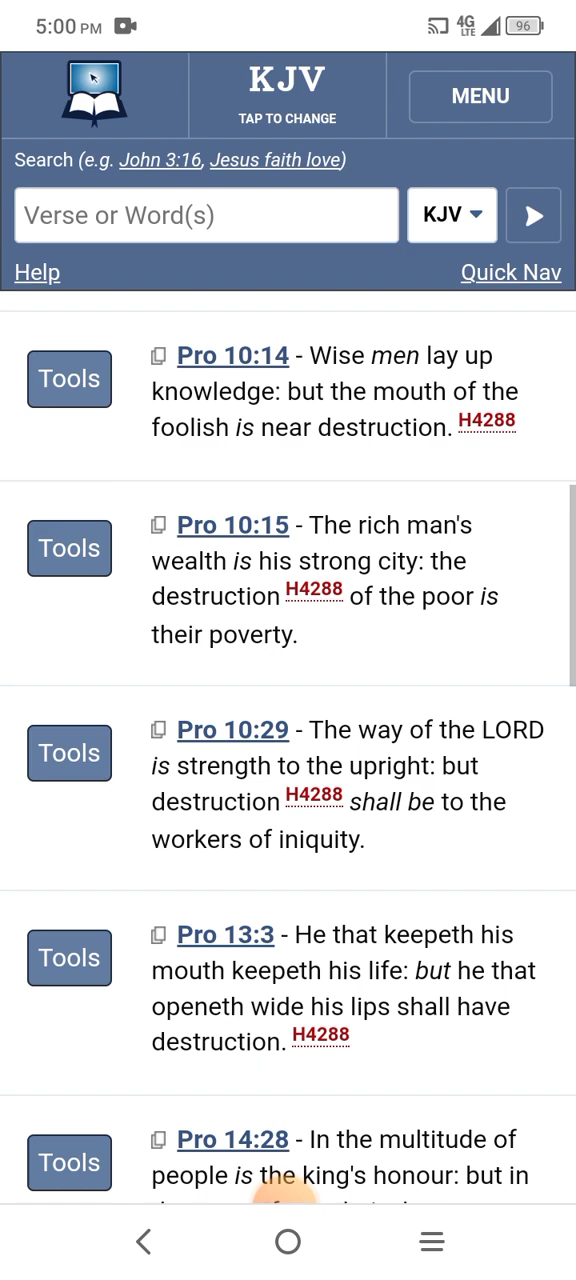 5:00 PM
4G
LTE
96
KJV
TAP TO CHANGE
MENU
Search (e.g. John 3:16, Jesus faith love)
Verse or Word(s)
KJV
Help
Quick Nav
Tools
Pro 10:14 - Wise men lay up
knowledge: but the mouth of the
foolish is near destruction. H4288
Tools
Pro 10:15 - The rich man's
wealth is his strong city: the
destruction H4288 of the poor is
their poverty.
Tools
Pro 10:29 - The way of the LORD
is strength to the upright: but
destruction H4288 shall be to the
workers of iniquity.
Tools
Pro 13:3 - He that keepeth his
mouth keepeth his life: but he that
openeth wide his lips shall have
destruction. H4288
Tools
Pro 14:28 - In the multitude of
people is the king's honour: but in